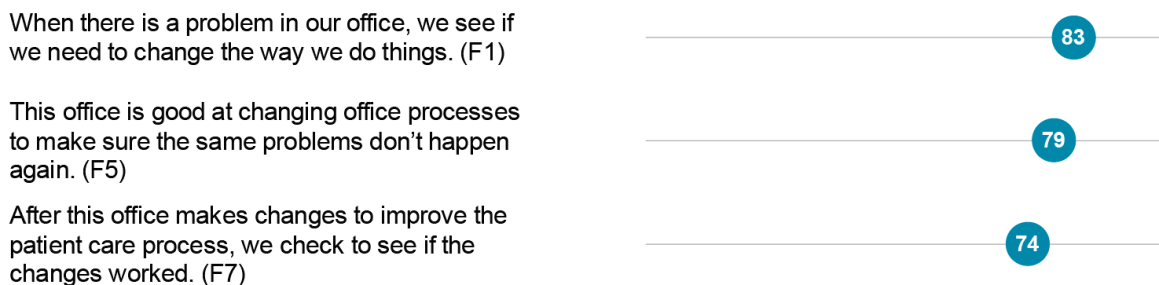 When there is a problem in our office, we see if
we need to change the way we do things. (F1)
83
This office is good at changing office processes
to make sure the same problems don’t happen
again. (F5)
79
After this office makes changes to improve the
patient care process, we check to see if the
changes worked. (F7)
74